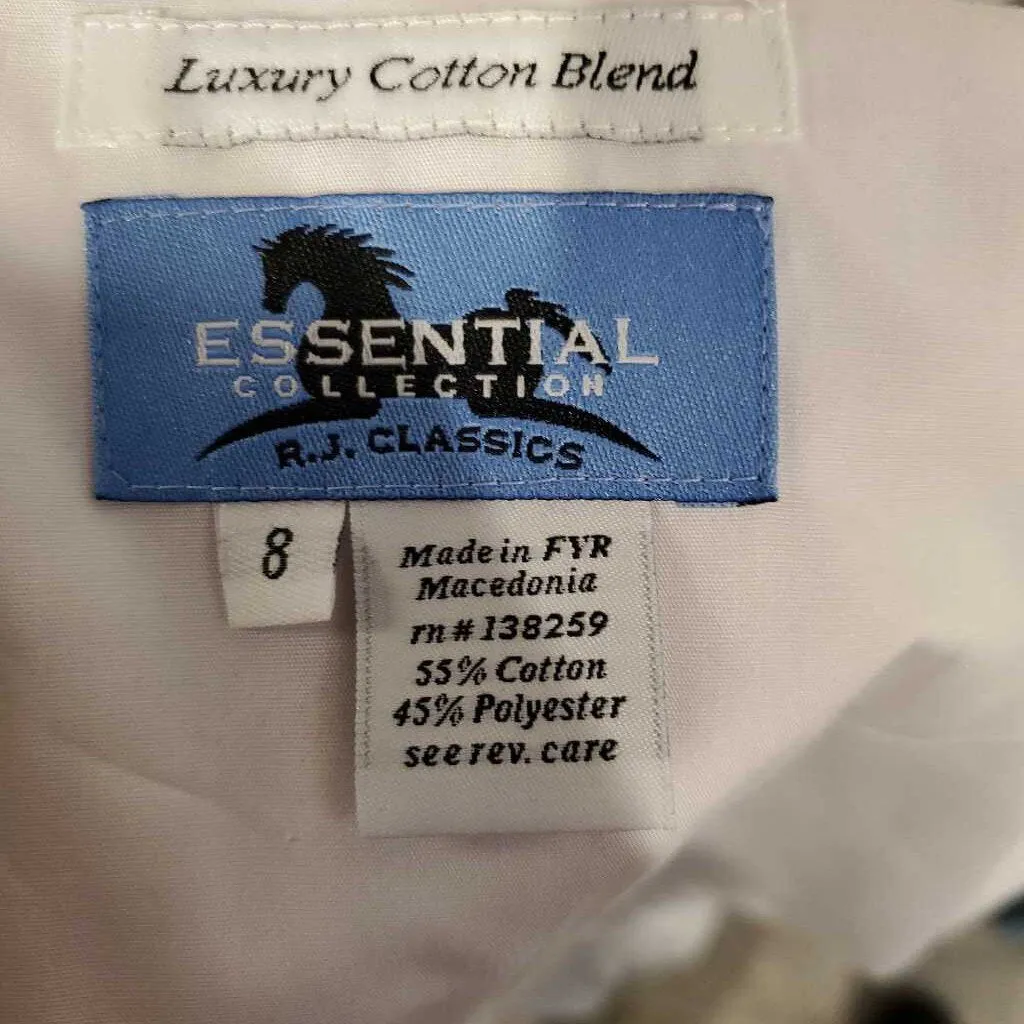 Luxury Cotton Blend
ESSENTIAL
COLLECTION
R.J. CLASSICS
8
Made in FYR
Macedonia
rn# 138259
55% Cotton
45% Polyester
see rev. care